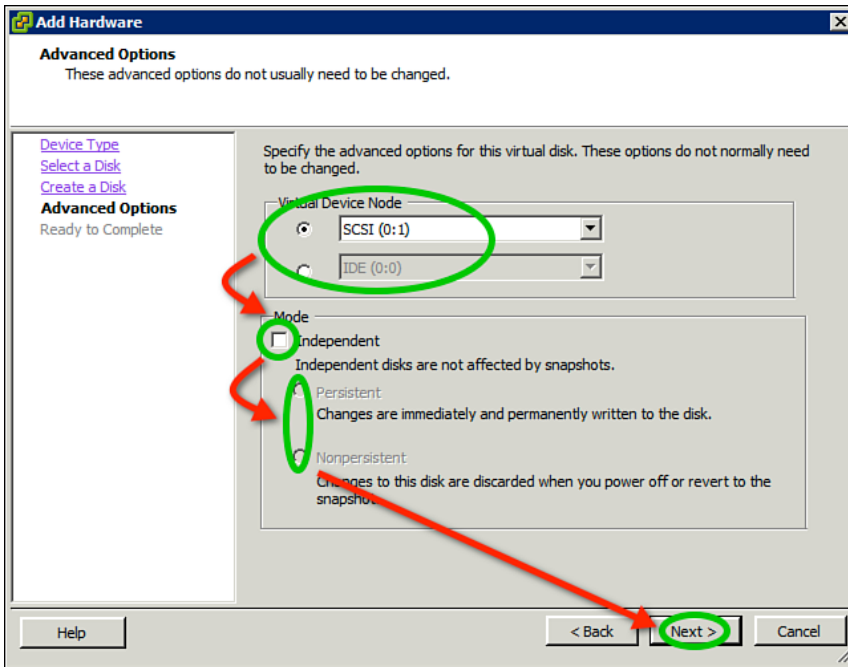 Add Hardware
Advanced Options
These advanced options do not usually need to be changed.
Device Type
Select a Disk
Create a Disk
Advanced Options
Ready to Complete
Specify the advanced options for this virtual disk. These options do not normally need
to be changed.
Virtual Device Node
SCSI (0:1)
IDE (0:0)
Mode
Independent
Independent disks are not affected by snapshots.
Persistent
Changes are immediately and permanently written to the disk.
Nonpersistent
Changes to this disk are discarded when you power off or revert to the
snapshot.
Help
< Back
Next >
Cancel